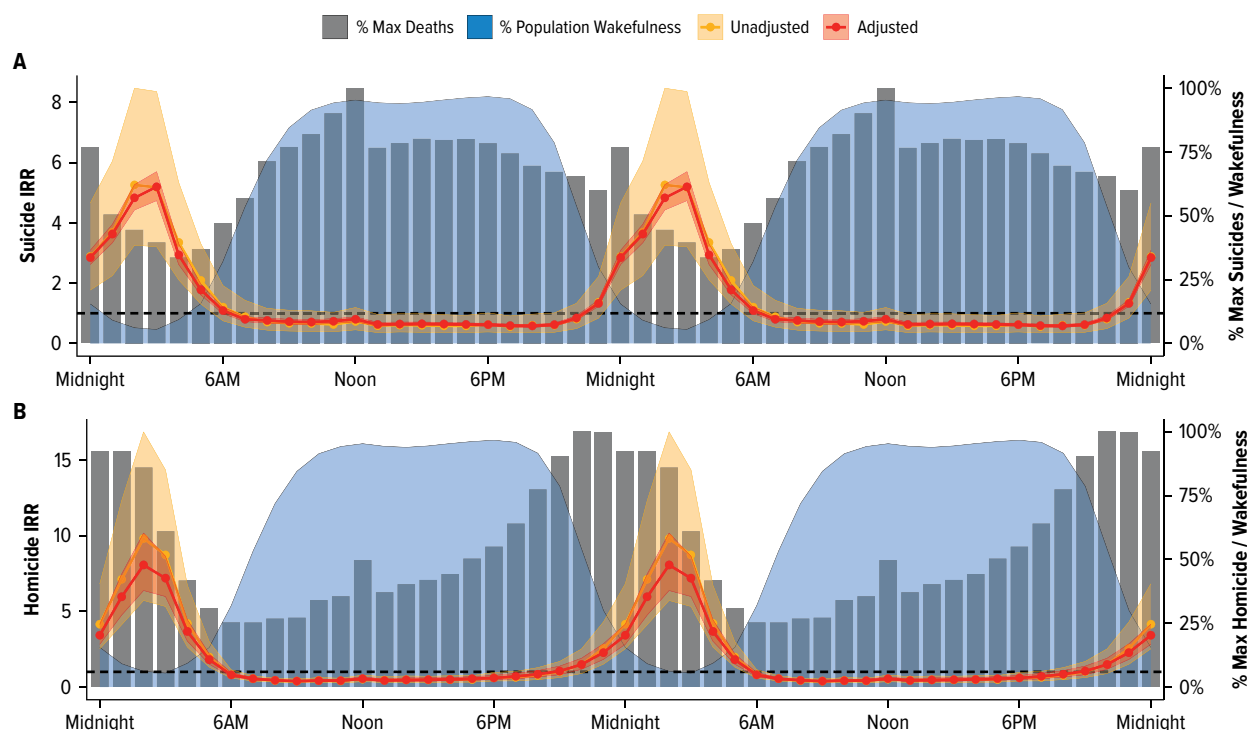 % Max Deaths % Population Wakefulness Unadjusted Adjusted
A
8
6
4
2
0
Suicide IRR
100%
75%
50%
25%
0%
% Max Suicides / Wakefulness
Midnight 6AM Noon 6PM Midnight 6AM Noon 6PM Midnight
B
15
10
5
0
Homicide IRR
100%
75%
50%
25%
0%
% Max Homicide / Wakefulness
Midnight 6AM Noon 6PM Midnight 6AM Noon 6PM Midnight